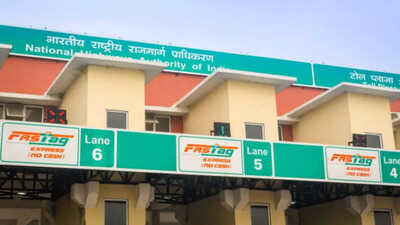 भारतीय राष्ट्रीय राजमार्ग प्राधिकरण
National Highways Authority of
टोल प्लाजा
FASTag
EXPRESS
(NO CASH)
Lane
6
FASTag
EXPRESS
(NO CASH)
Lane
5
FASTag
EXPRESS
(NO CASH)
Lane
4